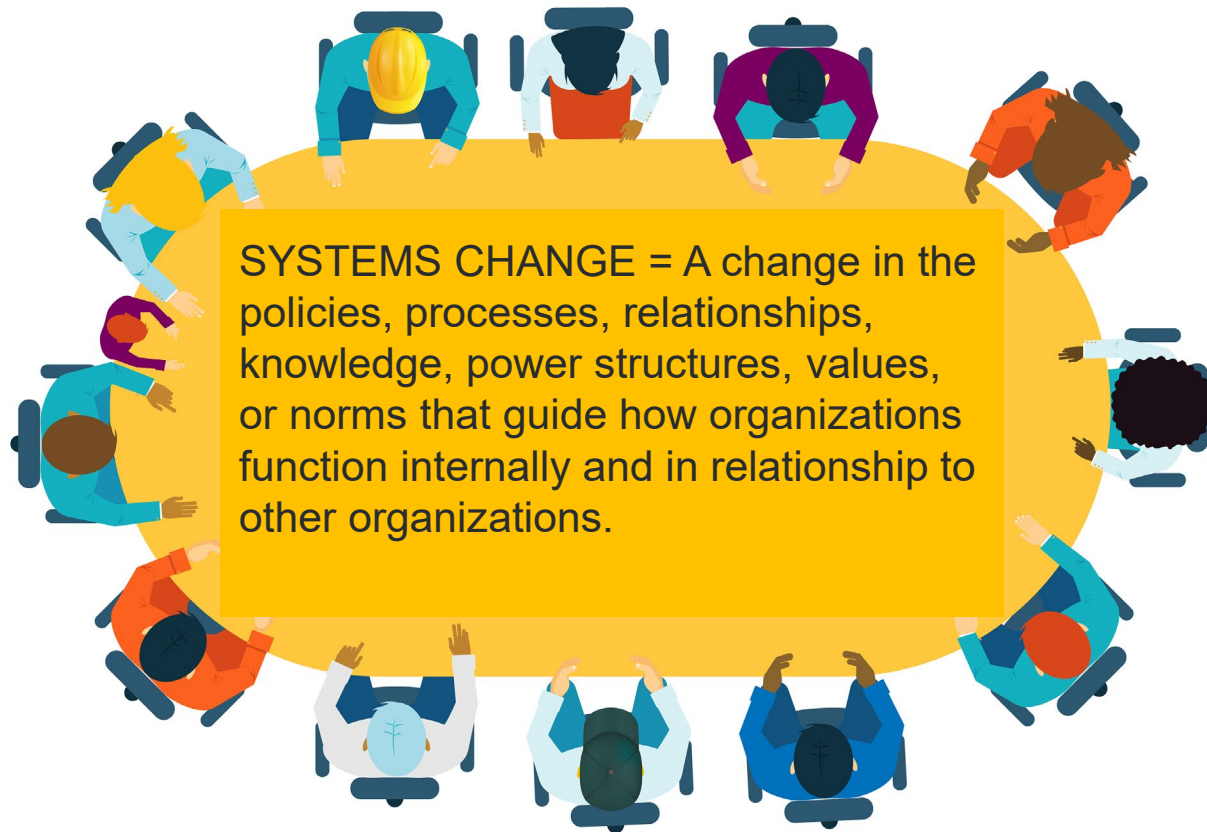 SYSTEMS CHANGE = A change in the
policies, processes, relationships,
knowledge, power structures, values,
or norms that guide how organizations
function internally and in relationship to
other organizations.